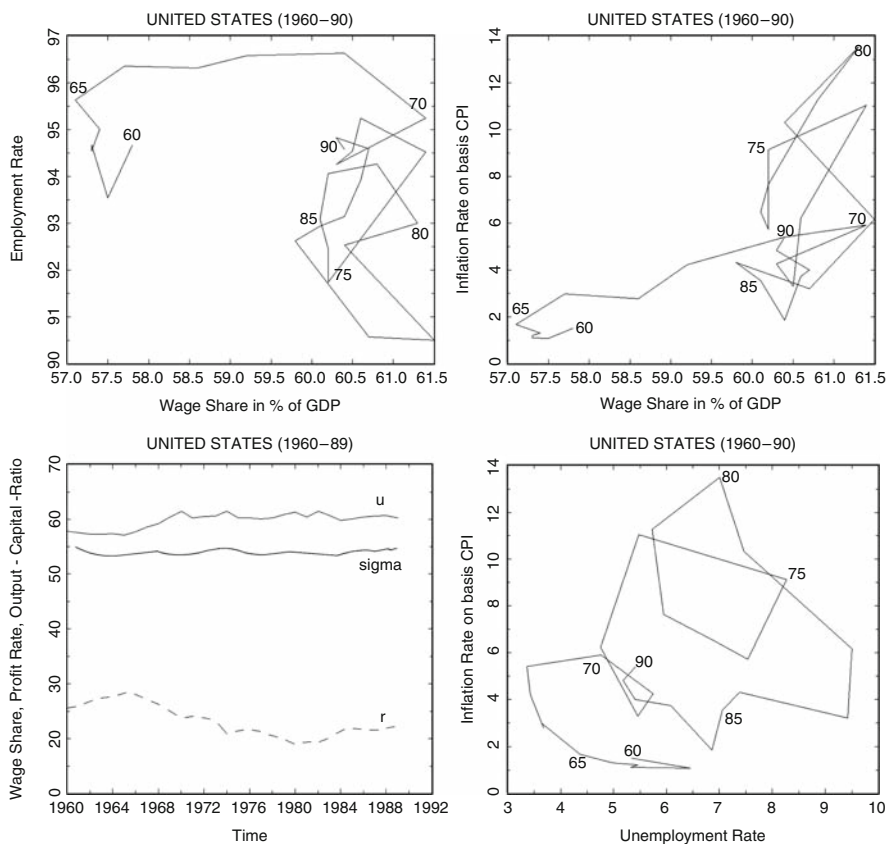 UNITED STATES (1960–90)
Employment Rate
97
96
95
94
93
92
91
90
65
60
70
90
85
80
75
57.0 57.5 58.0 58.5 59.0 59.5 60.0 60.5 61.0 61.5
Wage Share in % of GDP
UNITED STATES (1960–90)
Inflation Rate on basis CPI
14
12
10
8
6
4
2
0
80
75
70
90
85
65
60
57.0 57.5 58.0 58.5 59.0 59.5 60.0 60.5 61.0 61.5
Wage Share in % of GDP
UNITED STATES (1960–89)
Wage Share, Profit Rate, Output - Capital -Ratio
70
60
50
40
30
20
10
0
u
sigma
r
1960 1964 1968 1972 1976 1980 1984 1988 1992
Time
UNITED STATES (1960–90)
Inflation Rate on basis CPI
14
12
10
8
6
4
2
0
80
75
70
90
85
60
65
3 4 5 6 7 8 9 10
Unemployment Rate